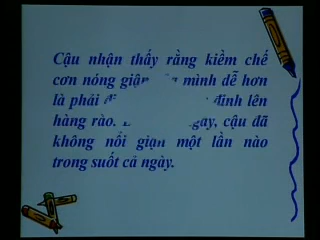 Cậu nhận thấy rằng kiềm chế
cơn nóng giận mình dễ hơn
là phải đinh lên
hàng rào. cậu đã
không nổi giận một lần nào
trong suốt cả ngày.